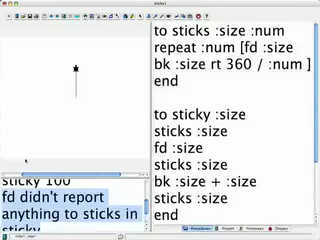 to sticks :size :num
repeat :num [fd :size
bk :size rt 360 / :num ]
end
to sticky :size
sticks :size
fd :size
sticks :size
bk :size + :size
sticks :size
end
sticky 100
fd didn't report
anything to sticks in
sticky
Procedures
Project
Processes